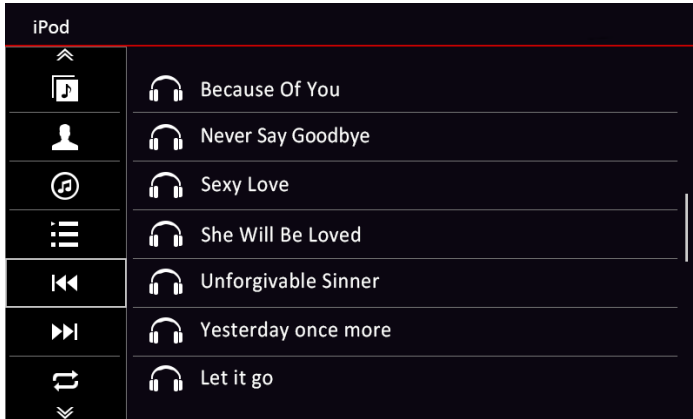 iPod
Because Of You
Never Say Goodbye
Sexy Love
She Will Be Loved
Unforgivable Sinner
Yesterday once more
Let it go